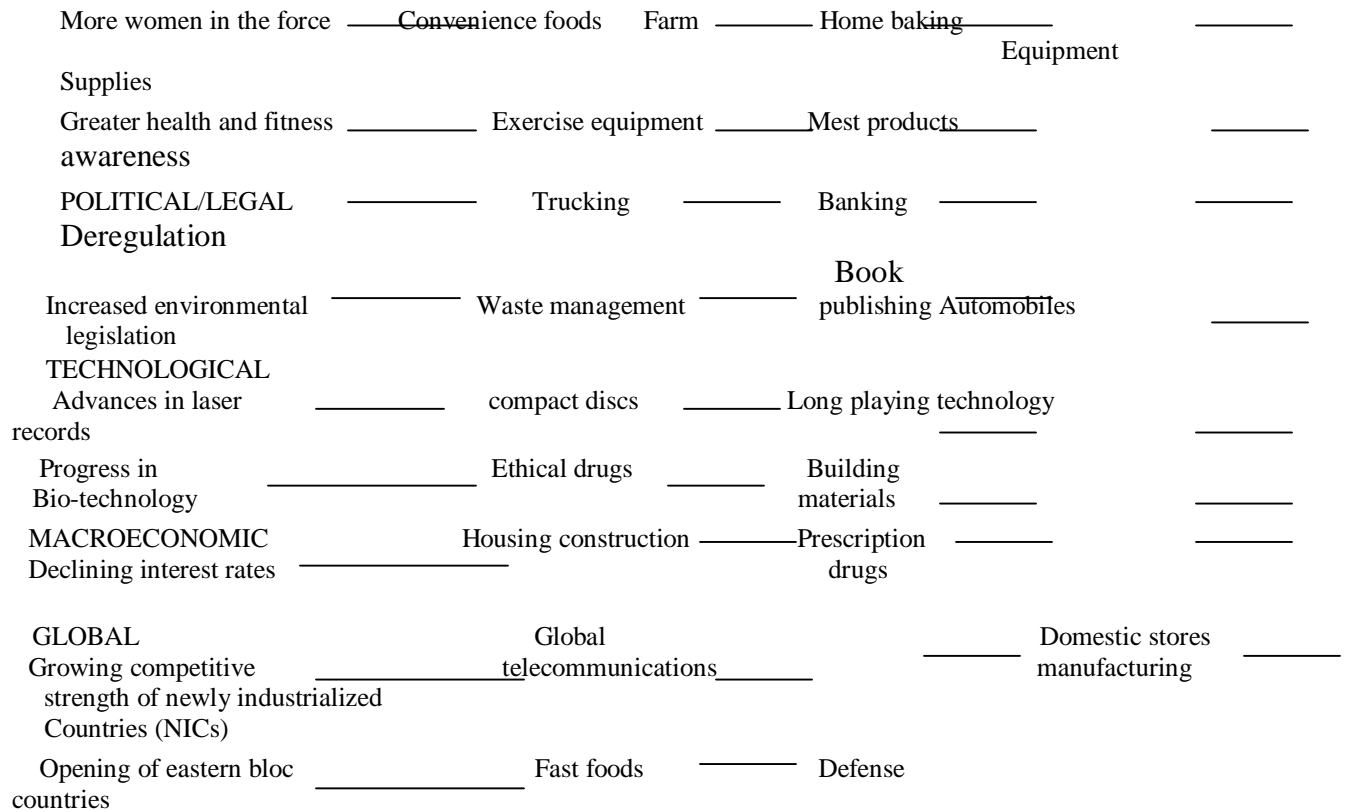 More women in the force Convenience foods Farm Home baking
Equipment
Supplies
Greater health and fitness Exercise equipment Mest products
awareness
POLITICAL/LEGAL Trucking Banking
Deregulation
Book
Increased environmental Waste management publishing Automobiles
legislation
TECHNOLOGICAL
Advances in laser compact discs Long playing technology
records
Progress in Ethical drugs Building
Bio-technology materials
MACROECONOMIC Housing construction Prescription
Declining interest rates drugs
GLOBAL Global Domestic stores
Growing competitive telecommunications manufacturing
strength of newly industrialized
Countries (NICs)
Opening of eastern bloc Fast foods Defense
countries